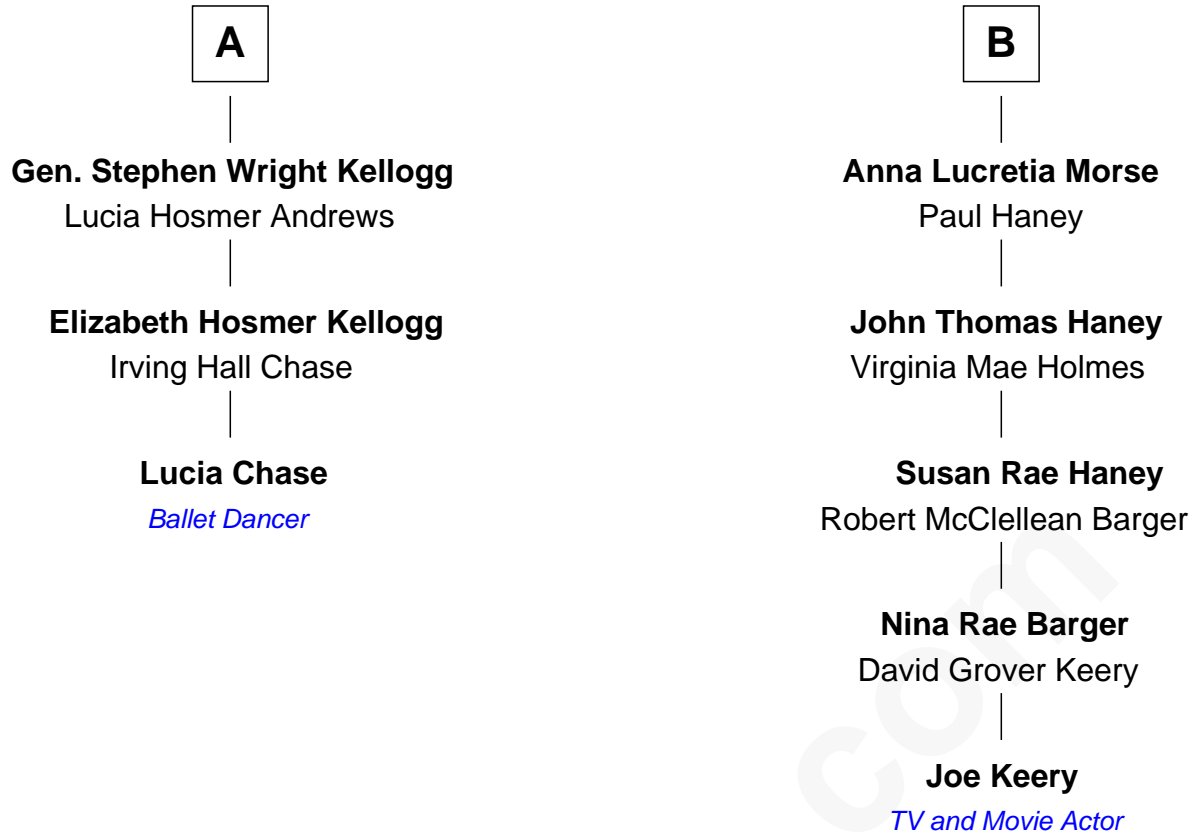 A
Gen. Stephen Wright Kellogg
Lucia Hosmer Andrews
Elizabeth Hosmer Kellogg
Irving Hall Chase
Lucia Chase
Ballet Dancer
B
Anna Lucretia Morse
Paul Haney
John Thomas Haney
Virginia Mae Holmes
Susan Rae Haney
Robert McClellean Barger
Nina Rae Barger
David Grover Keery
Joe Keery
TV and Movie Actor
com